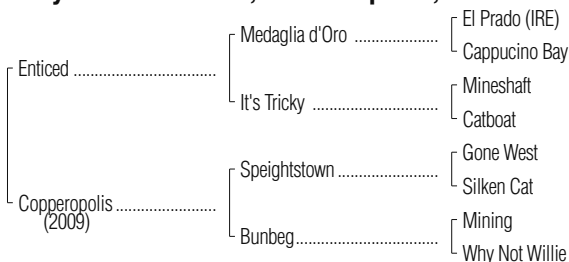 El Prado (IRE)
Medaglia d'Oro ..................
Cappucino Bay
Enticed ...............................
Mineshaft
It's Tricky ...........................
Catboat
Gone West
Speightstown ......................
Silken Cat
Copperopolis ......................
(2009)
Mining
Bunbeg ...............................
Why Not Willie